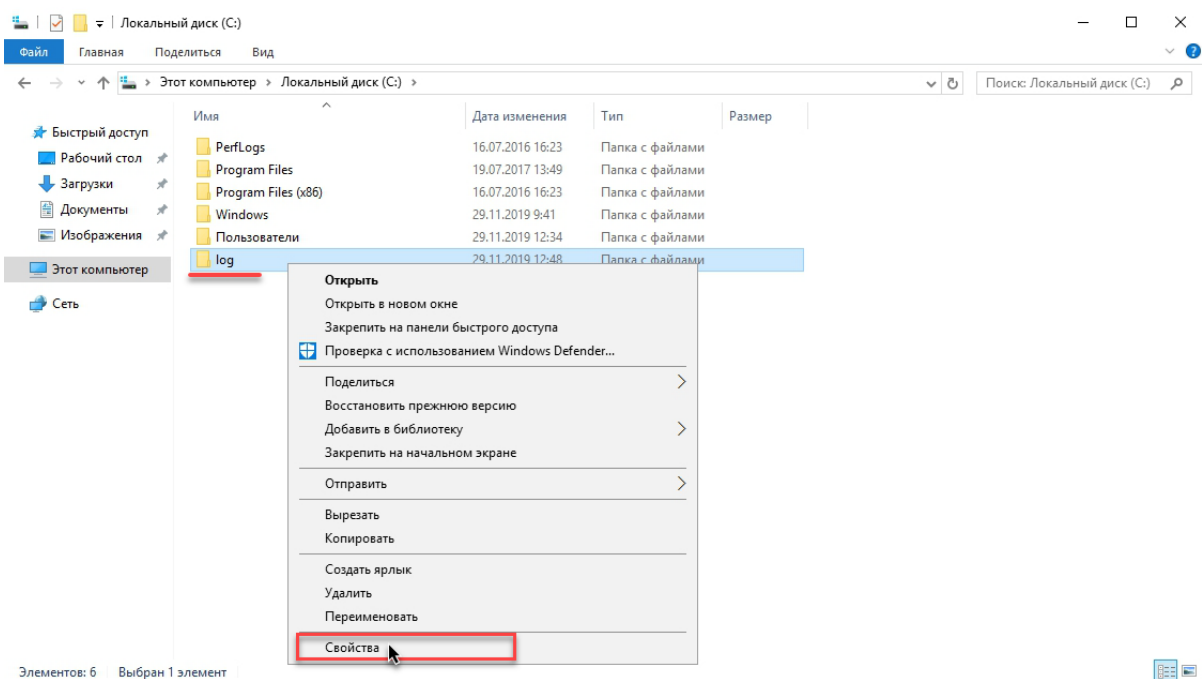 Локальный диск (C:)
Файл Главная Поделиться Вид
Этот компьютер Локальный диск (C:) Поиск: Локальный диск (C:)
Имя Дата изменения Тип Размер
Быстрый доступ
Рабочий стол
Загрузки
Документы
Изображения
Этот компьютер
Сеть
PerfLogs 16.07.2016 16:23 Папка с файлами
Program Files 19.07.2017 13:49 Папка с файлами
Program Files (x86) 16.07.2016 16:23 Папка с файлами
Windows 29.11.2019 9:41 Папка с файлами
Пользователи 29.11.2019 12:34 Папка с файлами
log 29.11.2019 12:48 Папка с файлами
Открыть
Открыть в новом окне
Закрепить на панели быстрого доступа
Проверка с использованием Windows Defender...
Поделиться
Восстановить прежнюю версию
Добавить в библиотеку
Закрепить на начальном экране
Отправить
Вырезать
Копировать
Создать ярлык
Удалить
Переименовать
Свойства
Элементов: 6 Выбран 1 элемент